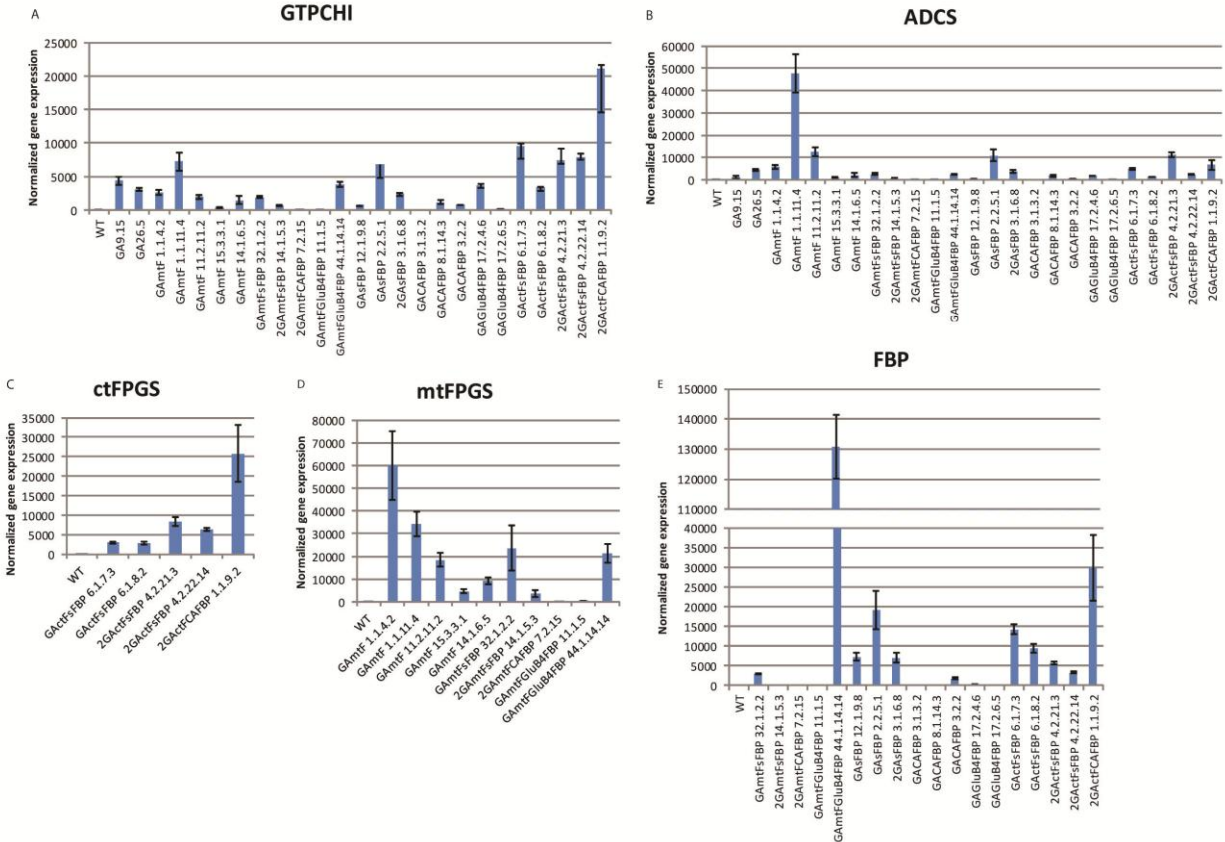 A
GTPCHI
Normalized gene expression
25000
20000
15000
10000
5000
0
WT
GA9.15
GA26.5
GAmtF 1.1.4.2
GAmtF 1.1.11.4
GAmtF 11.2.11.2
GAmtF 15.3.3.1
GAmtF 14.1.6.5
GAmtFsFBP 32.1.2.2
2GAmtFsFBP 14.1.5.3
2GAmtFCAFBP 7.2.15
GAmtFGluB4FBP 11.1.5
GAmtFGluB4FBP 44.1.14.14
GAsFBP 12.1.9.8
GAsFBP 2.2.5.1
2GAsFBP 3.1.6.8
GACAFBP 3.1.3.2
GACAFBP 8.1.14.3
GACAFBP 3.2.2
GAGluB4FBP 17.2.4.6
GAGluB4FBP 17.2.6.5
GActFsFBP 6.1.7.3
GActFsFBP 6.1.8.2
2GActFsFBP 4.2.21.3
2GActFsFBP 4.2.22.14
2GActFCAFBP 1.1.9.2
B
ADCS
Normalized gene expression
60000
50000
40000
30000
20000
10000
0
WT
GA9.15
GA26.5
GAmtF 1.1.4.2
GAmtF 1.1.11.4
GAmtF 11.2.11.2
GAmtF 15.3.3.1
GAmtF 14.1.6.5
GAmtFsFBP 32.1.2.2
2GAmtFsFBP 14.1.5.3
2GAmtFCAFBP 7.2.15
GAmtFGluB4FBP 11.1.5
GAmtFGluB4FBP 44.14.14
GAsFBP 12.1.9.8
GAsFBP 2.2.5.1
2GAsFBP 3.1.6.8
GACAFBP 3.1.3.2
GACAFBP 8.1.14.3
GACAFBP 3.2.2
GAGluB4FBP 17.2.4.6
GAGluB4FBP 17.2.6.5
GActFsFBP 6.1.7.3
GActFsFBP 6.1.8.2
2GActFsFBP 4.2.21.3
2GActFsFBP 4.2.22.14
2GActFCAFBP 1.1.9.2
C
ctFPGS
Normalized gene expression
35000
30000
25000
20000
15000
10000
5000
0
WT
GActFsFBP 6.1.7.3
GActFsFBP 6.1.8.2
2GActFsFBP 4.2.21.3
2GActFsFBP 4.2.22.14
2GActFCAFBP 1.1.9.2
D
mtFPGS
Normalized gene expression
80000
70000
60000
50000
40000
30000
20000
10000
0
WT
GAmtF 1.1.4.2
GAmtF 1.1.11.4
GAmtF 11.2.11.2
GAmtF 15.3.3.1
GAmtF 14.1.6.5
GAmtFsFBP 32.1.2.2
2GAmtFsFBP 14.1.5.3
2GAmtFCAFBP 7.2.15
GAmtFGluB4FBP 11.1.5
GAmtFGluB4FBP 44.1.14.14
E
FBP
Normalized gene expression
150000
140000
130000
120000
110000
40000
35000
30000
25000
20000
15000
10000
5000
0
WT
GAmtFsFBP 32.1.2.2
2GAmtFsFBP 14.1.5.3
2GAmtFCAFBP 7.2.15
GAmtFGluB4FBP 11.1.5
GAmtFGluB4FBP 44.1.14.14
GAsFBP 12.1.9.8
GAsFBP 2.2.5.1
2GAsFBP 3.1.6.8
GACAFBP 3.1.3.2
GACAFBP 8.1.14.3
GACAFBP 3.2.2
GAGluB4FBP 17.2.4.6
GAGluB4FBP 17.2.6.5
GActFsFBP 6.1.7.3
GActFsFBP 6.1.8.2
2GActFsFBP 4.2.21.3
2GActFsFBP 4.2.22.14
2GActFCAFBP 1.1.9.2